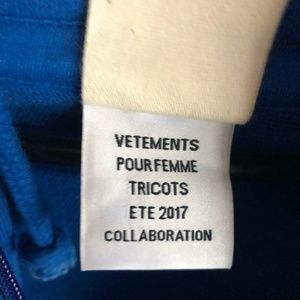 VETEMENTS
POUR FEMME
TRICOTS
ETE 2017
COLLABORATION